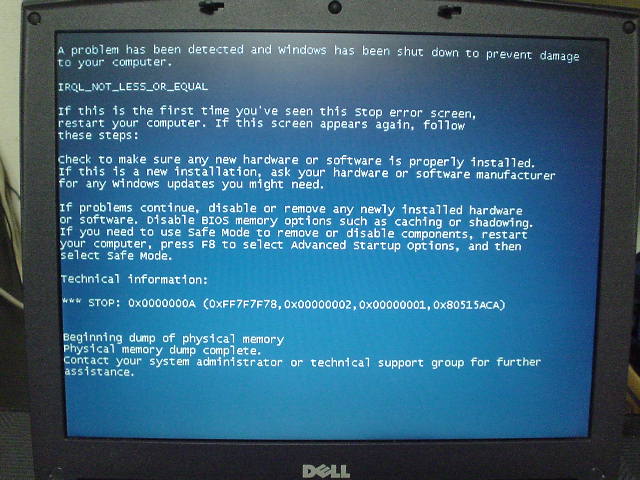 A problem has been detected and Windows has been shut down to prevent damage
to your computer.
IRQL_NOT_LESS_OR_EQUAL
If this is the first time you've seen this Stop error screen,
restart your computer. If this screen appears again, follow
these steps:
Check to make sure any new hardware or software is properly installed.
If this is a new installation, ask your hardware or software manufacturer
for any Windows updates you might need.
If problems continue, disable or remove any newly installed hardware
or software. Disable BIOS memory options such as caching or shadowing.
If you need to use Safe Mode to remove or disable components, restart
your computer, press F8 to select Advanced Startup Options, and then
select Safe Mode.
Technical information:
*** STOP: 0x0000000A (0xFF7F7F78,0x00000002,0x00000001,0x80515ACA)
Beginning dump of physical memory
Physical memory dump complete.
Contact your system administrator or technical support group for further
assistance.
DELL